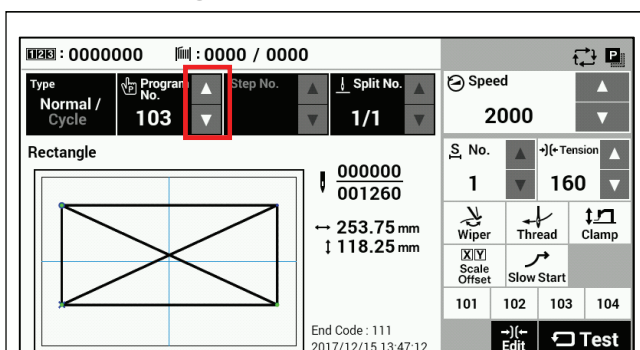 123 : 0000000 : 0000 / 0000
P
Type
Normal /
Cycle
Program
No.
103
Step No.
Split No.
1/1
Speed
2000
Rectangle
000000
001260
253.75 mm
118.25 mm
S No.
1
Tension
160
Wiper
Thread
Clamp
X Y
Scale
Offset
Slow Start
101 102 103 104
End Code : 111
2017/12/15 13:47:12
Edit
Test